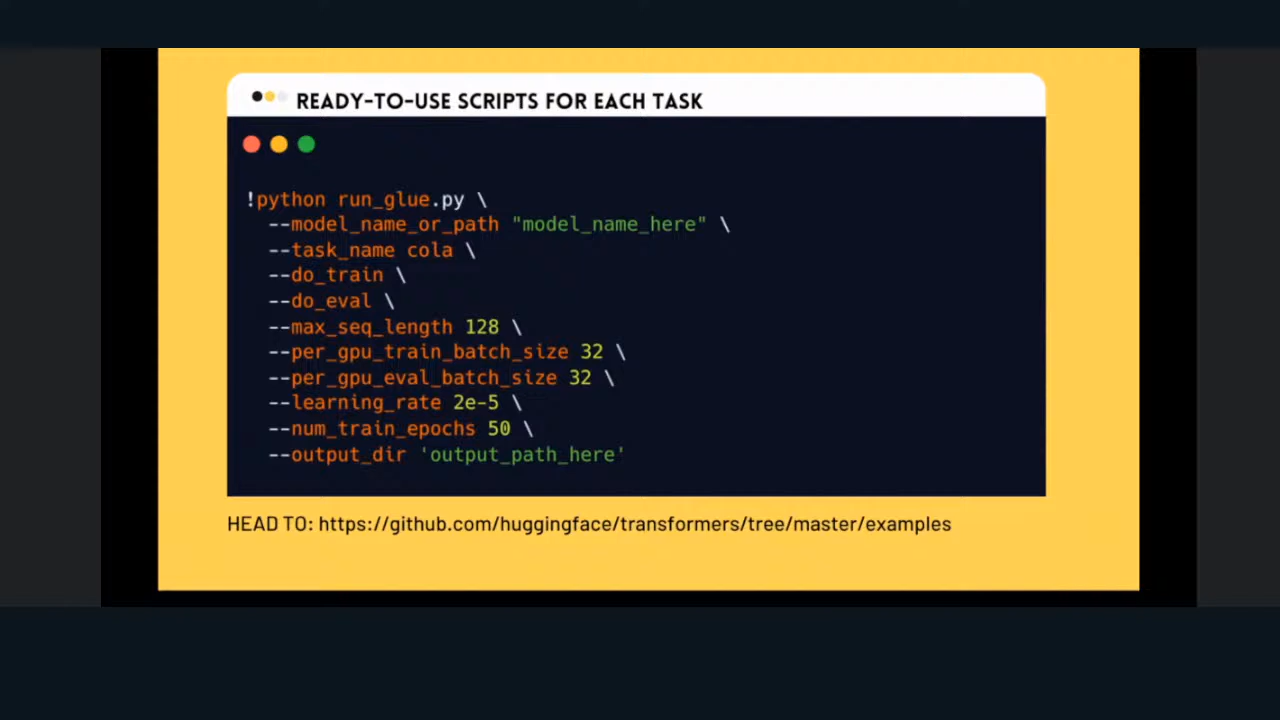 READY-TO-USE SCRIPTS FOR EACH TASK
!python run_glue.py \
--model_name_or_path "model_name_here" \
--task_name cola \
--do_train \
--do_eval \
--max_seq_length 128 \
--per_gpu_train_batch_size 32 \
--per_gpu_eval_batch_size 32 \
--learning_rate 2e-5 \
--num_train_epochs 50 \
--output_dir 'output_path_here'
HEAD TO: https://github.com/huggingface/transformers/tree/master/examples